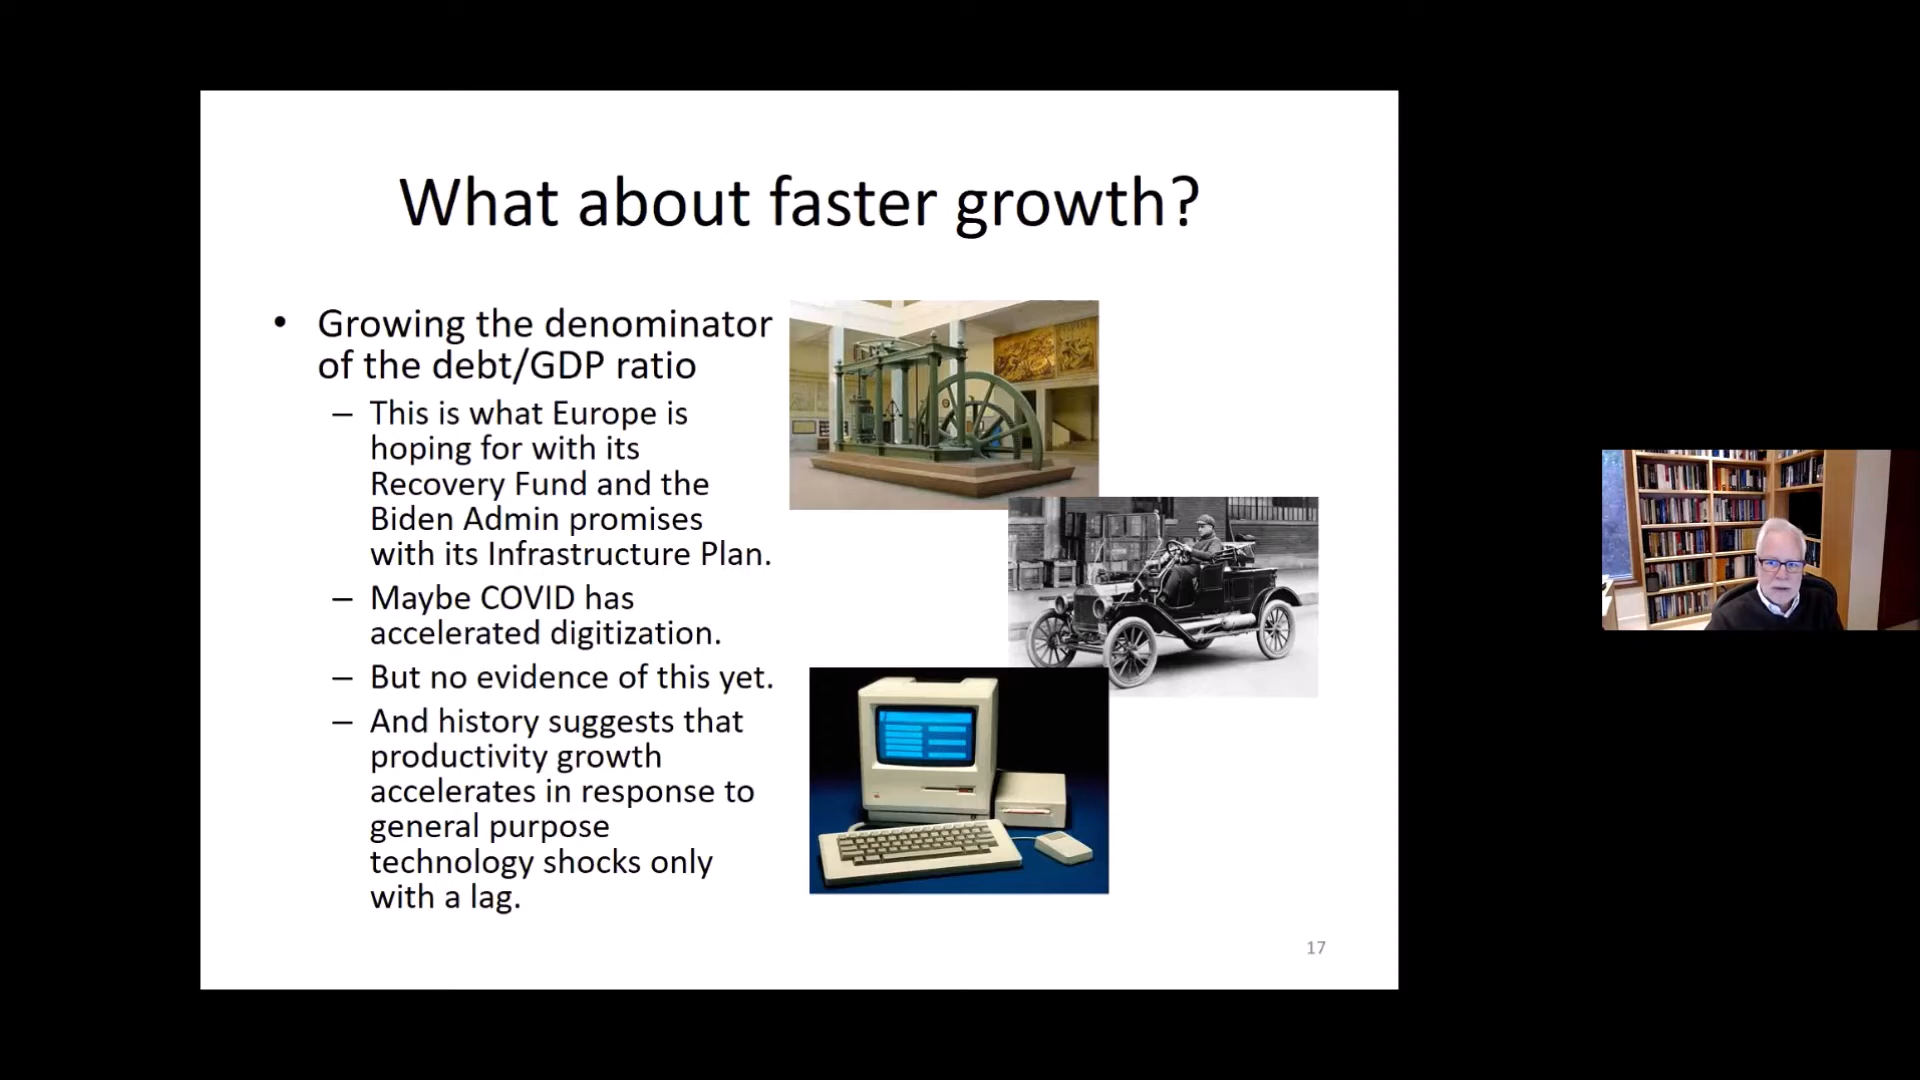 What about faster growth?
• Growing the denominator
of the debt/GDP ratio
– This is what Europe is
hoping for with its
Recovery Fund and the
Biden Admin promises
with its Infrastructure Plan.
– Maybe COVID has
accelerated digitization.
– But no evidence of this yet.
– And history suggests that
productivity growth
accelerates in response to
general purpose
technology shocks only
with a lag.
17